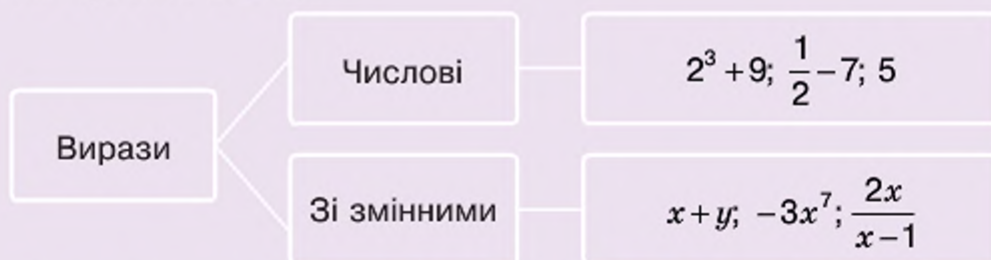 Вирази
Числові
2³ + 9; 1/2 − 7; 5
Зі змінними
x + y; −3x⁷; 2x/(x − 1)